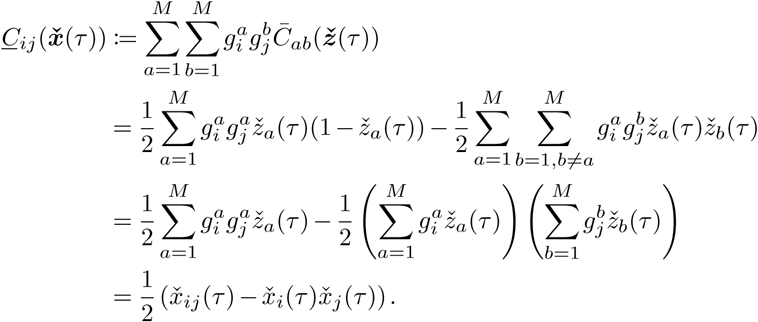 \underline{C}_{ij}(\check{\boldsymbol{x}}(\tau)) := \sum_{a=1}^{M} \sum_{b=1}^{M} g_i^a g_j^b \bar{C}_{ab}(\check{\boldsymbol{z}}(\tau))
= \frac{1}{2} \sum_{a=1}^{M} g_i^a g_j^a \check{z}_a(\tau)(1 - \check{z}_a(\tau)) - \frac{1}{2} \sum_{a=1}^{M} \sum_{b=1, b \neq a}^{M} g_i^a g_j^b \check{z}_a(\tau) \check{z}_b(\tau)
= \frac{1}{2} \sum_{a=1}^{M} g_i^a g_j^a \check{z}_a(\tau) - \frac{1}{2} \left( \sum_{a=1}^{M} g_i^a \check{z}_a(\tau) \right) \left( \sum_{b=1}^{M} g_j^b \check{z}_b(\tau) \right)
= \frac{1}{2} \left( \check{x}_{ij}(\tau) - \check{x}_i(\tau) \check{x}_j(\tau) \right).